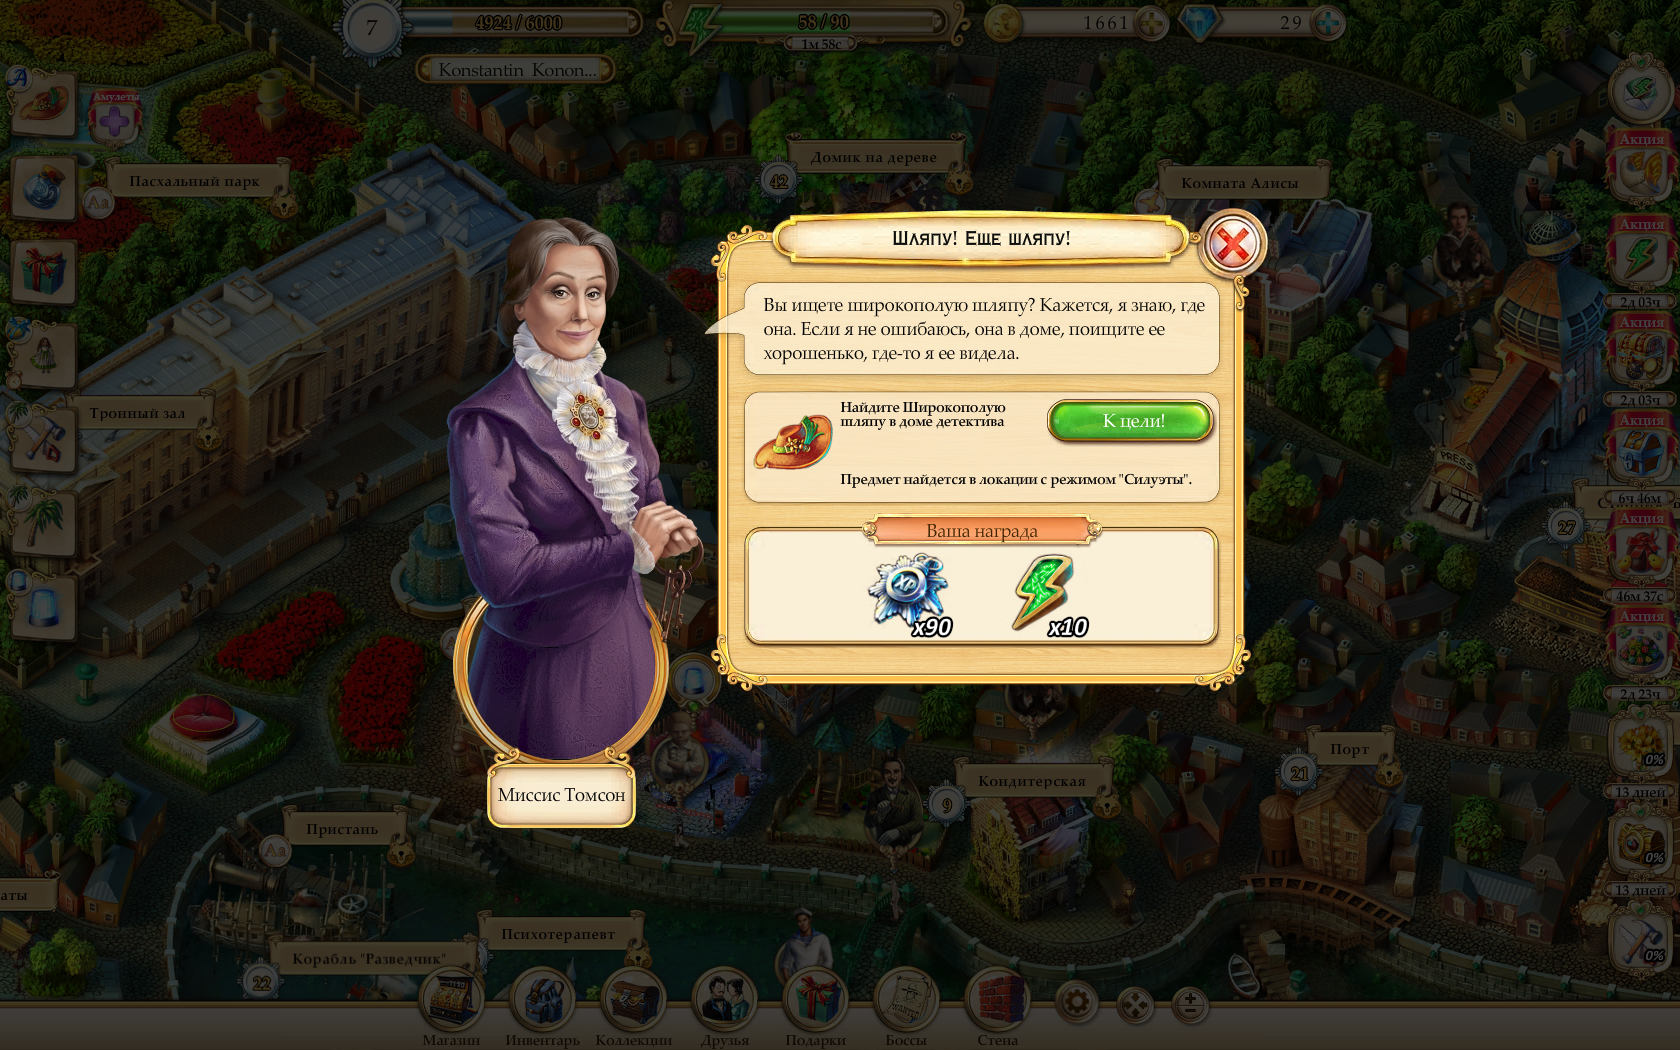 7
4924 / 6000
58 / 90
1м 58с
1661
29
Konstantin Konon...
Амулеты
Пасхальный парк
Aa
42
Домик на дереве
Комната Алисы
Акция
Акция
2д 03ч
Акция
2д 03ч
Акция
6ч 46м
Акция
46м 37с
Акция
2д 23ч
0%
13 дней
0%
13 дней
0%
Тронный зал
PRESS
27
Шляпу! Еще шляпу!
Вы ищете широкополую шляпу? Кажется, я знаю, где
она. Если я не ошибаюсь, она в доме, поищите ее
хорошенько, где-то я ее видела.
Найдите Широкополую
шляпу в доме детектива
К цели!
Предмет найдется в локации с режимом "Силуэты".
Ваша награда
XP
x90
x10
Миссис Томсон
Порт
21
Кондитерская
9
Пристань
Aa
аты
Психотерапевт
Корабль "Разведчик"
22
Магазин
Инвентарь
Коллекции
Друзья
Подарки
Боссы
Стена